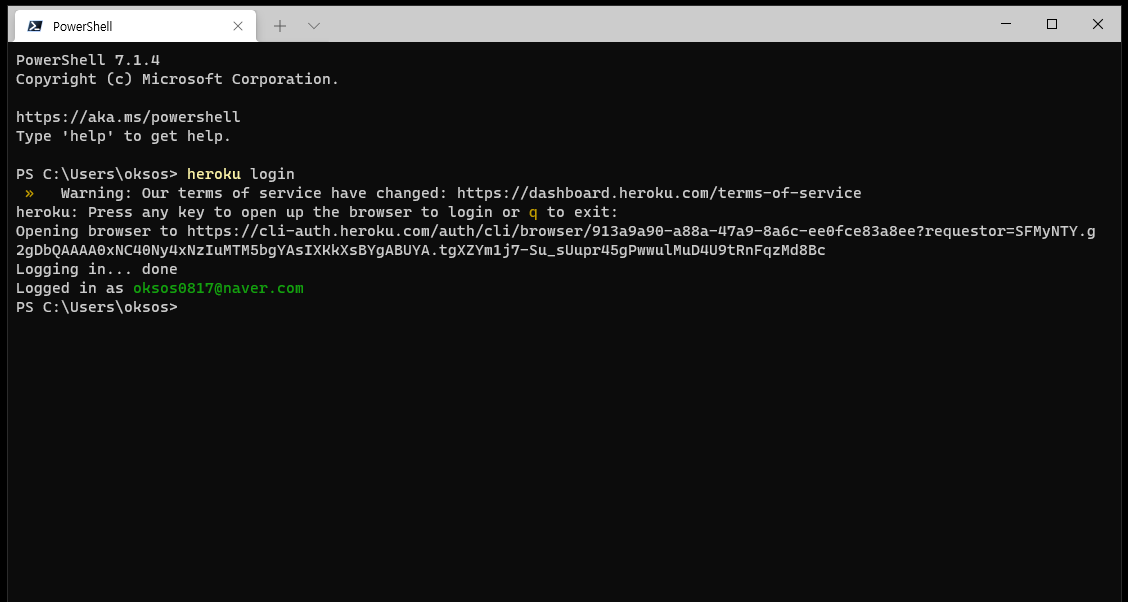 PowerShell
PowerShell 7.1.4
Copyright (c) Microsoft Corporation.
https://aka.ms/powershell
Type 'help' to get help.
PS C:\Users\oksos> heroku login
»   Warning: Our terms of service have changed: https://dashboard.heroku.com/terms-of-service
heroku: Press any key to open up the browser to login or q to exit:
Opening browser to https://cli-auth.heroku.com/auth/cli/browser/913a9a90-a88a-47a9-8a6c-ee0fce83a8ee?requestor=SFMyNTY.g
2gDbQAAAA0xNC40Ny4xNzIuMTM5bgYAsIXKkXsBYgABUYA.tgXZYm1j7-Su_sUupr45gPwwulMuD4U9tRnFqzMd8Bc
Logging in... done
Logged in as oksos0817@naver.com
PS C:\Users\oksos>